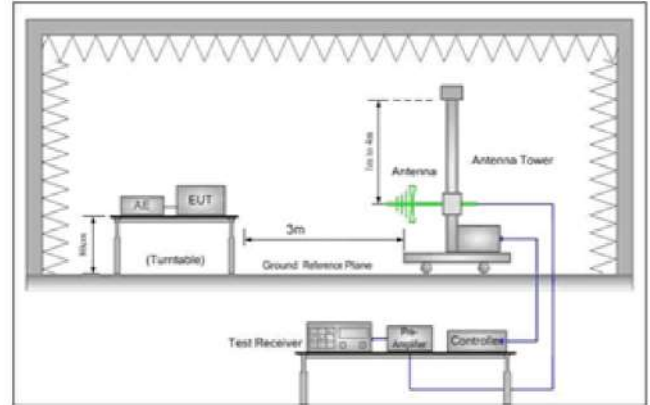 1m to 4m
Antenna
Antenna Tower
AE
EUT
80cm
3m
(Turntable)
Ground Reference Plane
Test Receiver
Pre-
Amplifier
Controller